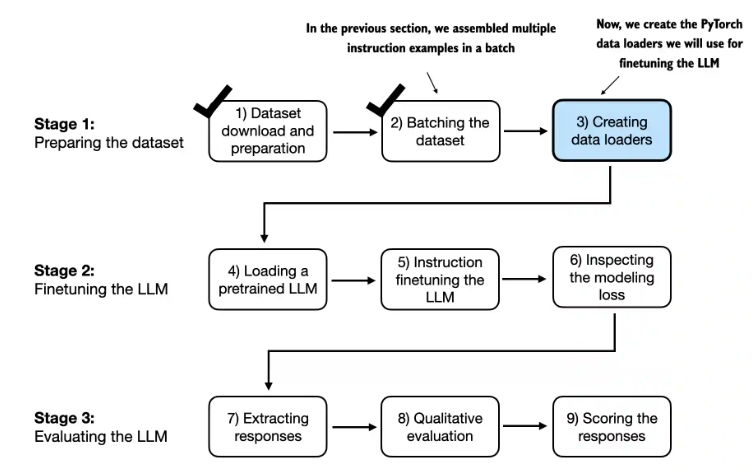 In the previous section, we assembled multiple
instruction examples in a batch
Now, we create the PyTorch
data loaders we will use for
finetuning the LLM
Stage 1:
Preparing the dataset
1) Dataset
download and
preparation
2) Batching the
dataset
3) Creating
data loaders
Stage 2:
Finetuning the LLM
4) Loading a
pretrained LLM
5) Instruction
finetuning the
LLM
6) Inspecting
the modeling
loss
Stage 3:
Evaluating the LLM
7) Extracting
responses
8) Qualitative
evaluation
9) Scoring the
responses